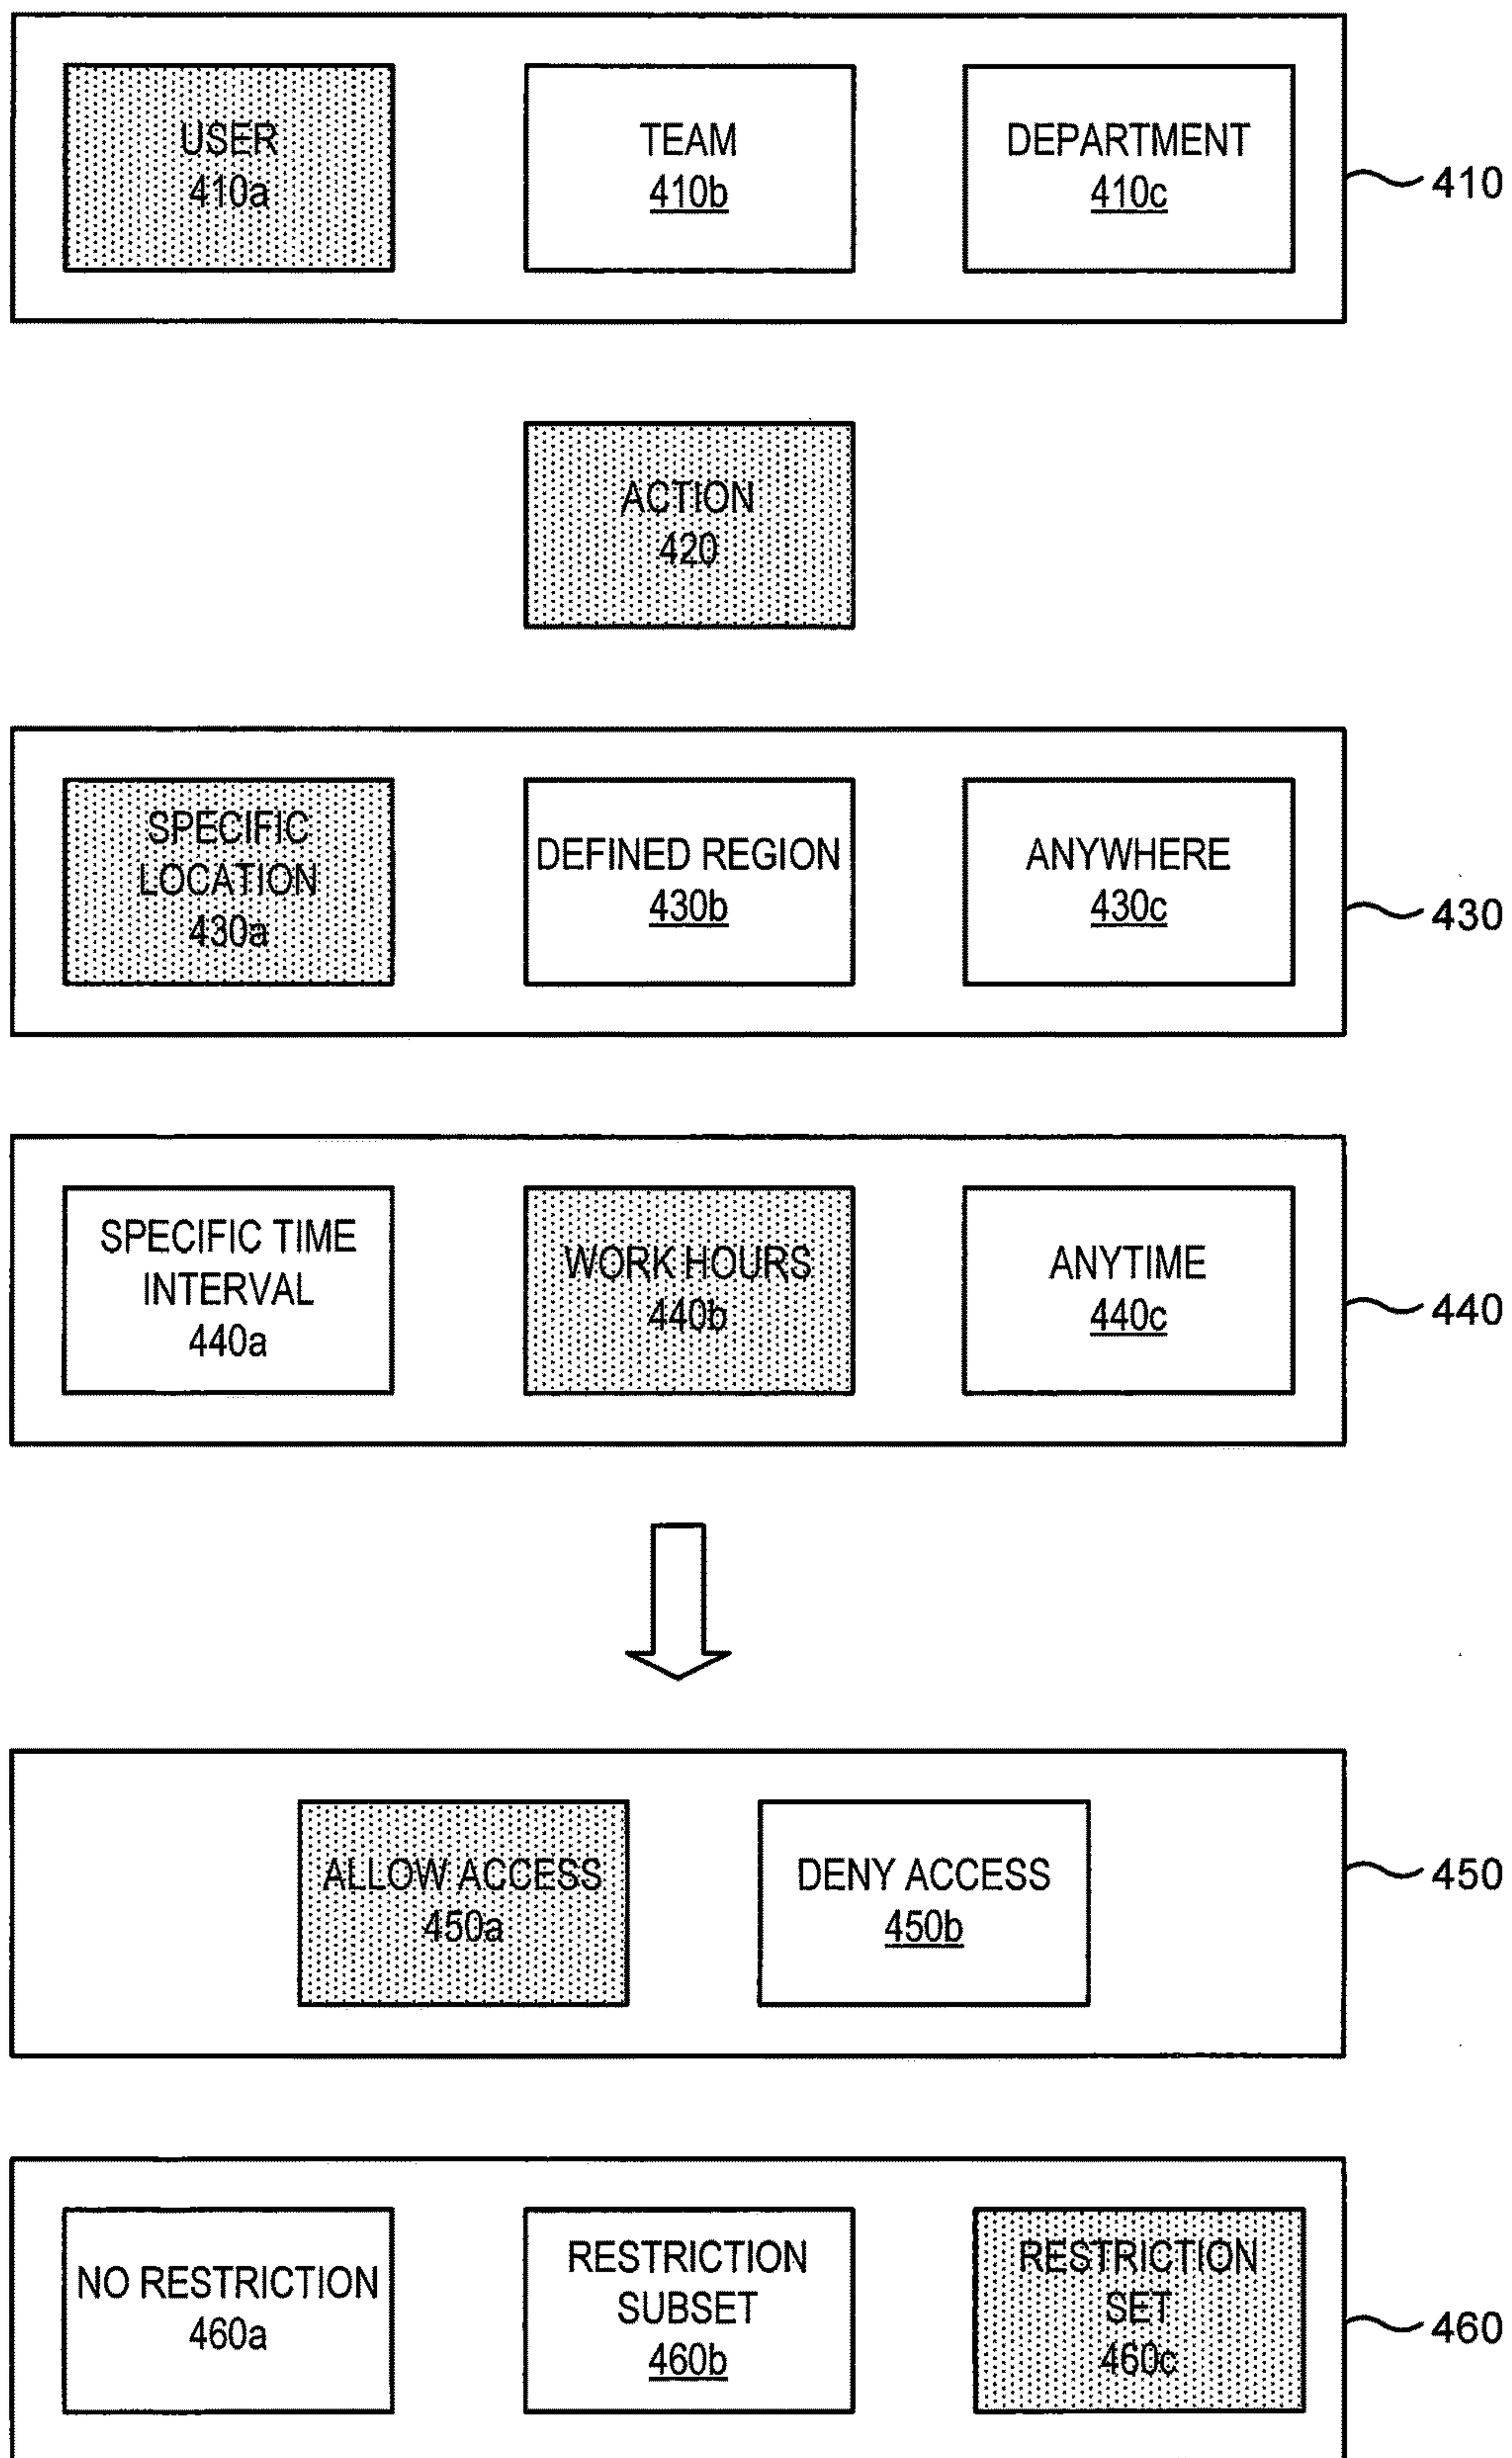 USER
410a
TEAM
410b
DEPARTMENT
410c
410
ACTION
420
SPECIFIC
LOCATION
430a
DEFINED REGION
430b
ANYWHERE
430c
430
SPECIFIC TIME
INTERVAL
440a
WORK HOURS
440b
ANYTIME
440c
440
ALLOW ACCESS
450a
DENY ACCESS
450b
450
NO RESTRICTION
460a
RESTRICTION
SUBSET
460b
RESTRICTION
SET
460c
460